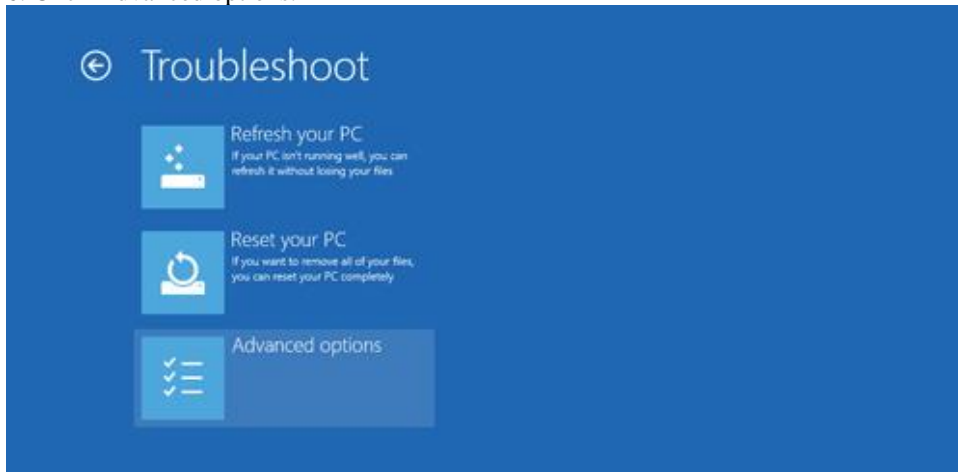 Troubleshoot
Refresh your PC
If your PC isn't running well, you can
refresh it without losing your files
Reset your PC
If you want to remove all of your files,
you can reset your PC completely
Advanced options